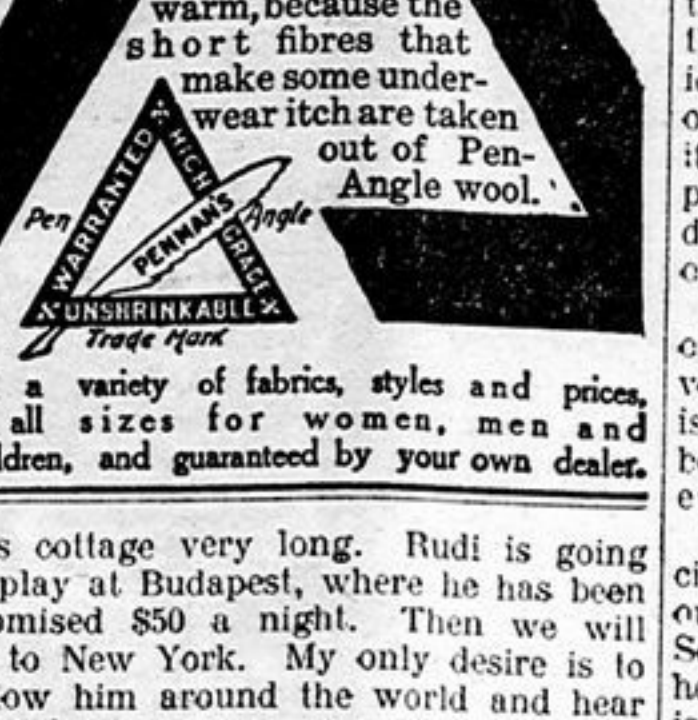 warm, because the
short fibres that
make some under-
wear itch are taken
out of Pen-
Angle wool.
WARRANTED
HIGH GRADE
Pen Angle
PENMAN'S
UNSHRINKABLE
Trade Mark
a variety of fabrics, styles and prices,
all sizes for women, men and
ldren, and guaranteed by your own dealer.
s cottage very long. Rudi is going
play at Budapest, where he has been
omised $50 a night. Then we will
to New York. My only desire is to
ow him around the world and hear